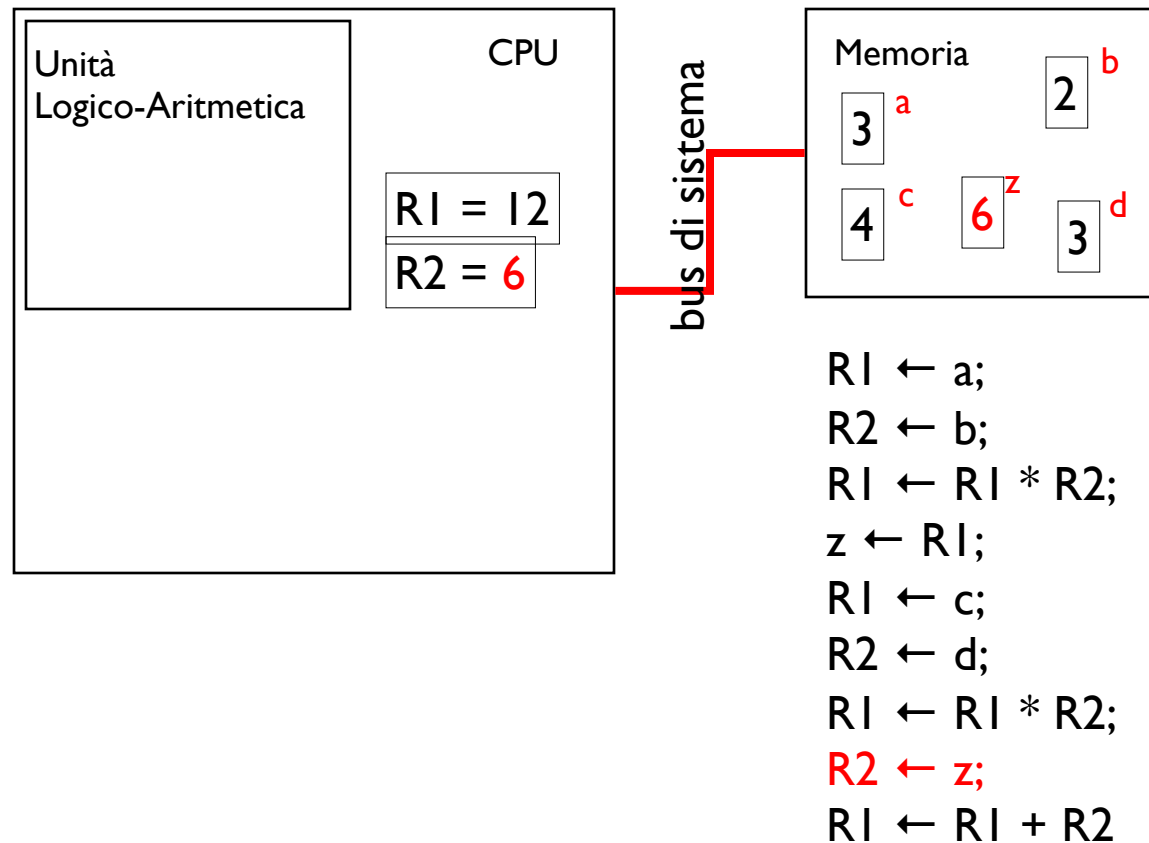 Unità
Logico-Aritmetica
CPU
R1 = 12
R2 = 6
bus di sistema
Memoria
3 a
2 b
4 c
6 z
3 d
R1 ← a;
R2 ← b;
R1 ← R1 * R2;
z ← R1;
R1 ← c;
R2 ← d;
R1 ← R1 * R2;
R2 ← z;
R1 ← R1 + R2